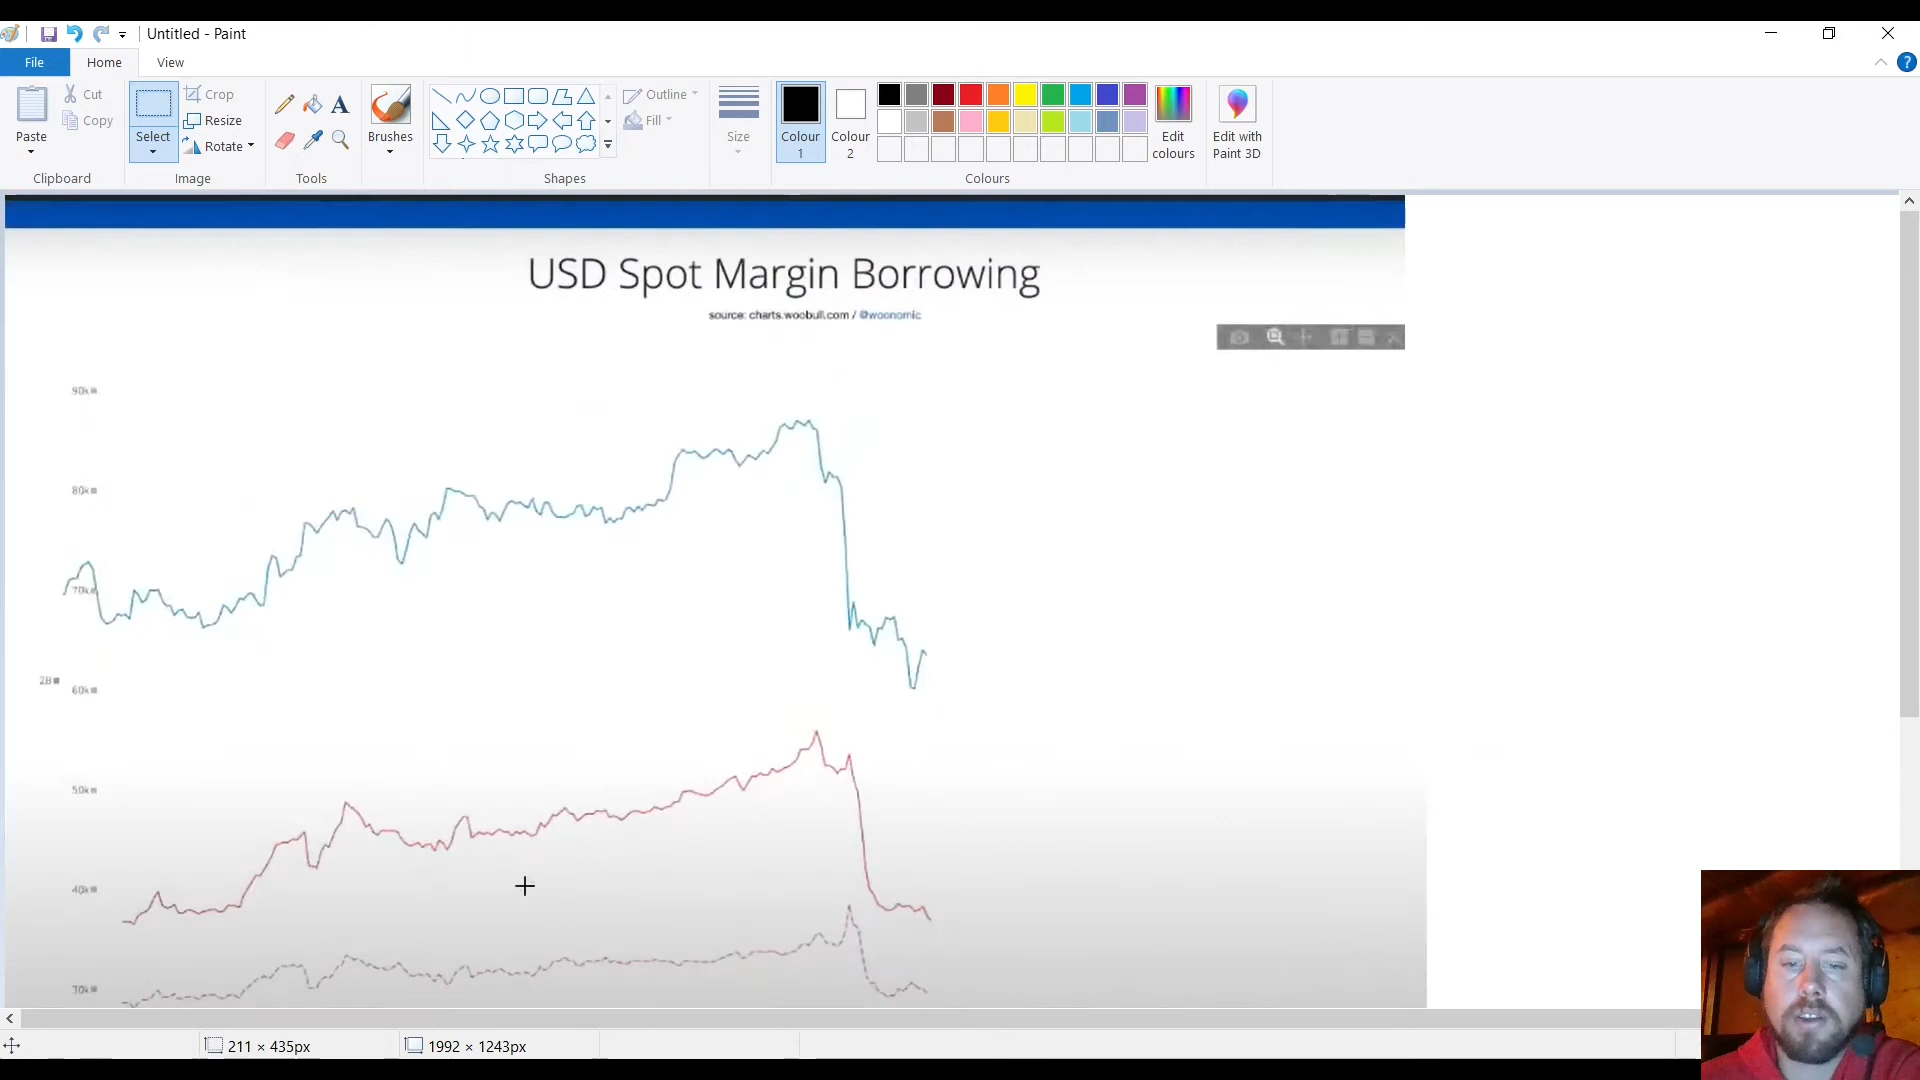 Untitled - Paint
File
Home
View
Paste
Cut
Copy
Clipboard
Select
Crop
Resize
Rotate
Image
Tools
Brushes
Outline
Fill
Shapes
Size
Colour
1
Colour
2
Edit
colours
Colours
Edit with
Paint 3D
USD Spot Margin Borrowing
source: charts.woobull.com / @woonomic
90k
80k
70k
2B
60k
50k
40k
30k
211 × 435px
1992 × 1243px